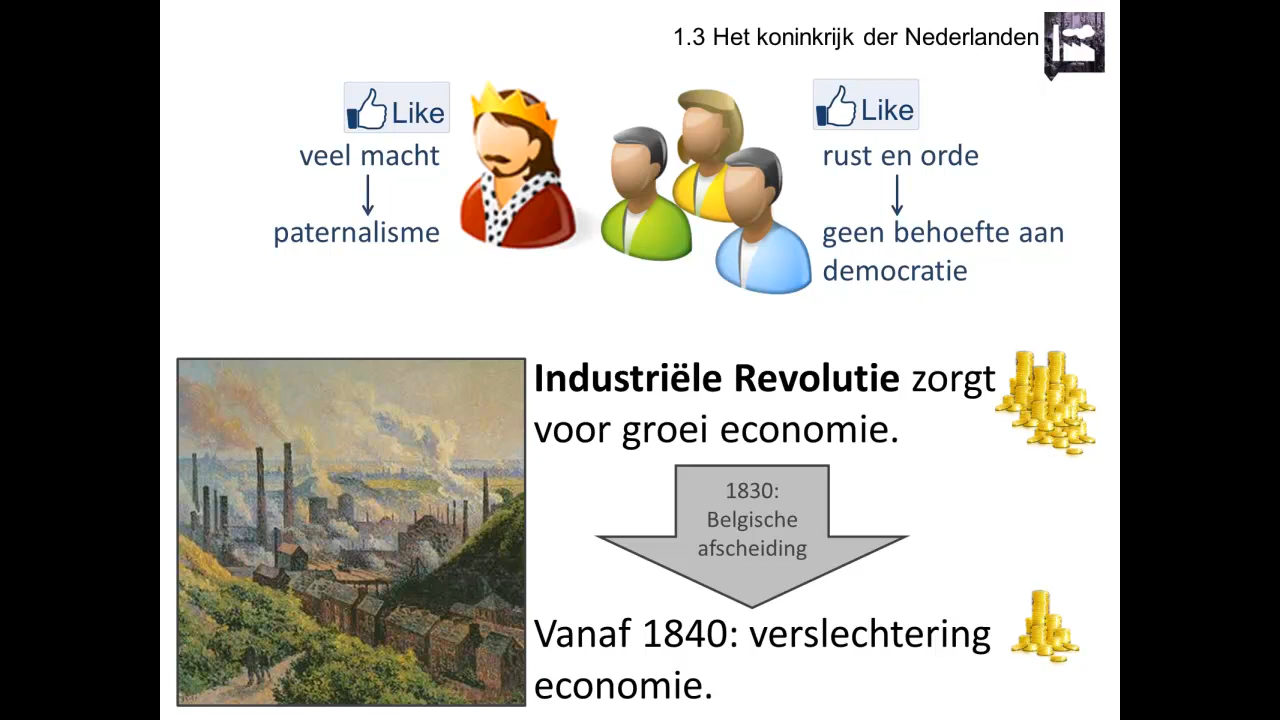 1.3 Het koninkrijk der Nederlanden
Like
veel macht
paternalisme
Like
rust en orde
geen behoefte aan
democratie
Industriële Revolutie zorgt
voor groei economie.
1830:
Belgische
afscheiding
Vanaf 1840: verslechtering
economie.